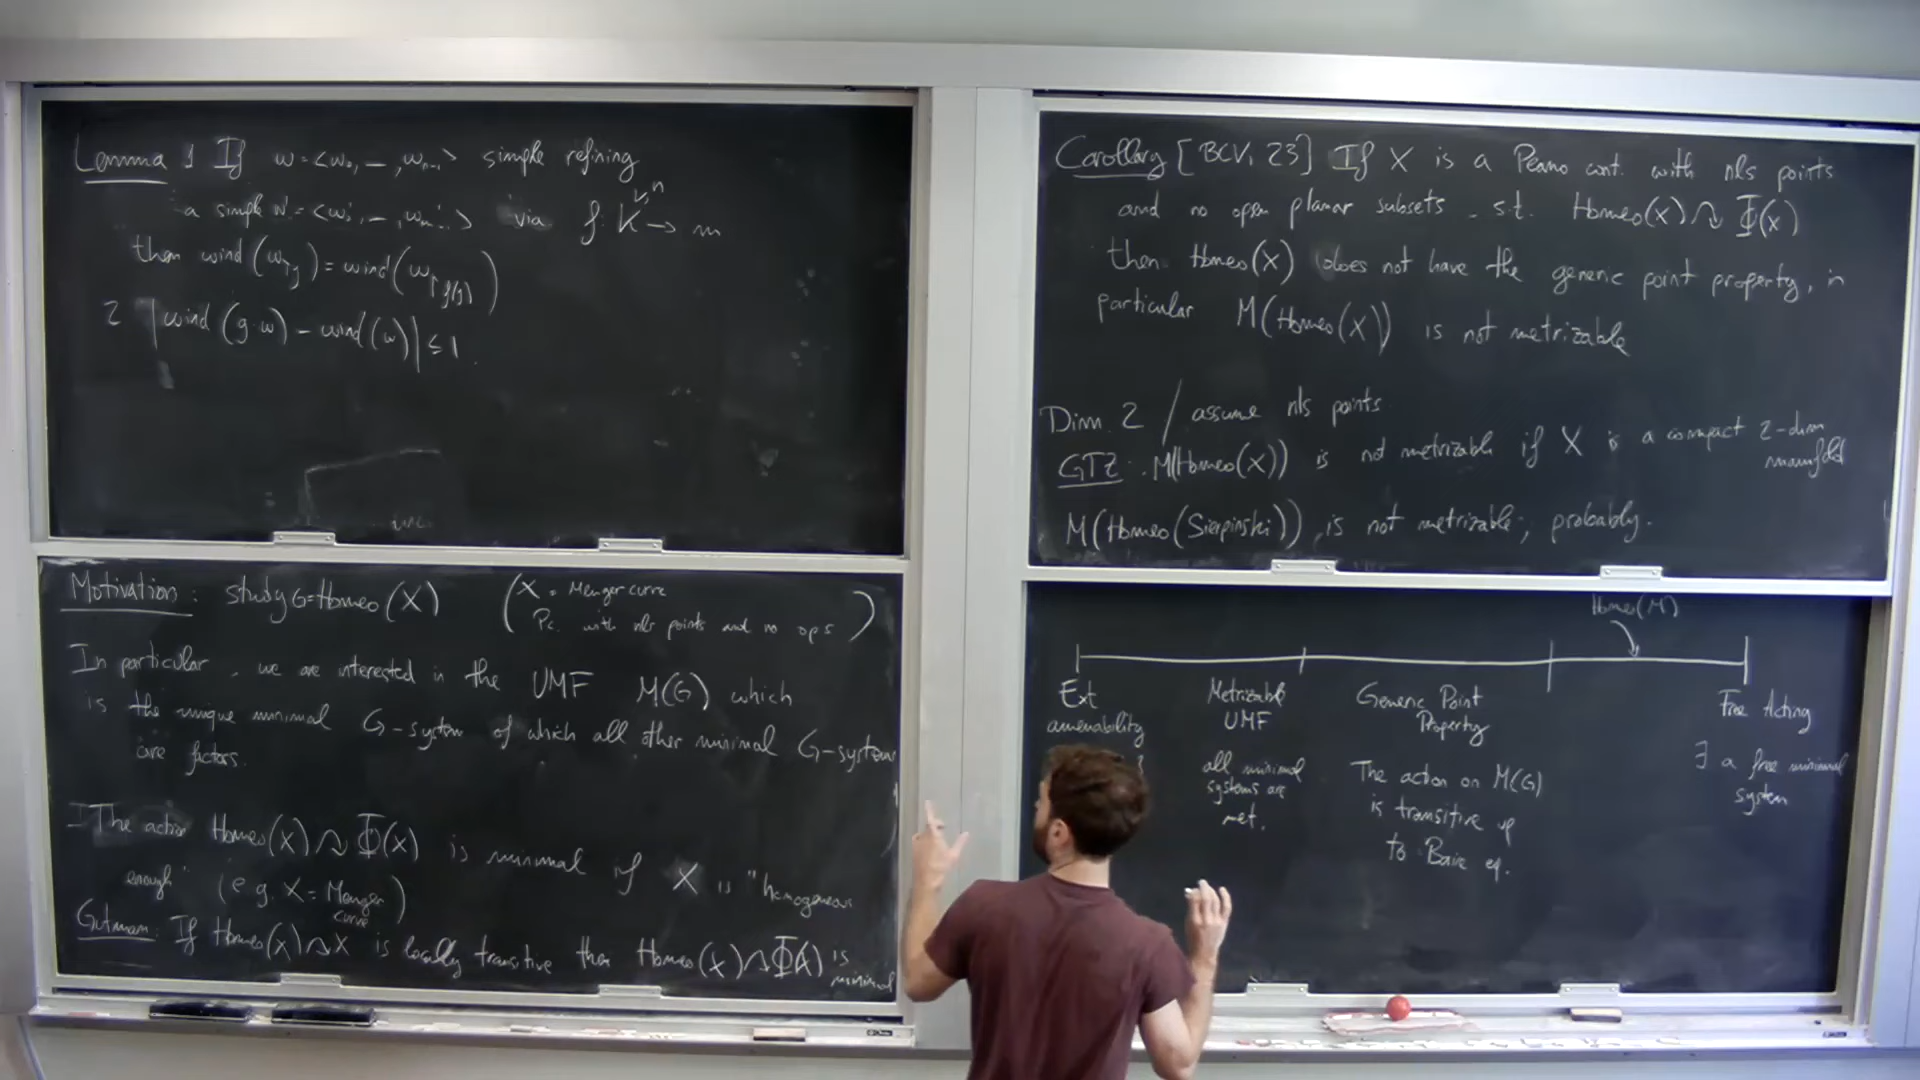 Lemma 1 If w = <w₀, –, wₙ₋₁> simple refining
a simple w' = <w'₀, –, w'ₘ₋₁> via f: n → m
then wind(w↾y) = wind(w↾f(y))
2 |wind(g·w) – wind(w)| ≤ 1.
Motivation: study G=Homeo(X) (X = Menger curve
Pc. with nls points and no ops)
In particular, we are interested in the UMF M(G) which
is the unique minimal G-system of which all other minimal G-system
are factors.
The action Homeo(X) ↷ Φ(X) is minimal if X is "homogeneous
enough" (e.g. X = Menger
curve)
Gutman: If Homeo(X) ↷ X is locally transitive then Homeo(X) ↷ Φ(X) is
minimal
Corollary [BCV, 23] If X is a Peano cont. with nls points
and no open planar subsets s.t. Homeo(X) ↷ Φ(X)
then Homeo(X) does not have the generic point property, in
particular M(Homeo(X)) is not metrizable
Dim. 2 / assume nls points
GTZ: M(Homeo(X)) is not metrizable if X is a compact 2-dim
manifold
M(Homeo(Sierpinski)) is not metrizable, probably.
Homeo(M)
Ext
amenability
Metrizable
UMF
all minimal
systems are
met.
Generic Point
Property
The action on M(G)
is transitive up
to Baire eq.
Free Acting
∃ a free minimal
system